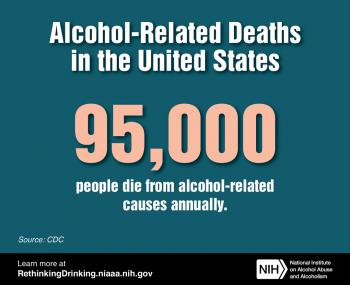 Alcohol-Related Deaths
in the United States
95,000
people die from alcohol-related
causes annually.
Source: CDC
Learn more at
RethinkingDrinking.niaaa.nih.gov
NIH
National Institute
on Alcohol Abuse
and Alcoholism